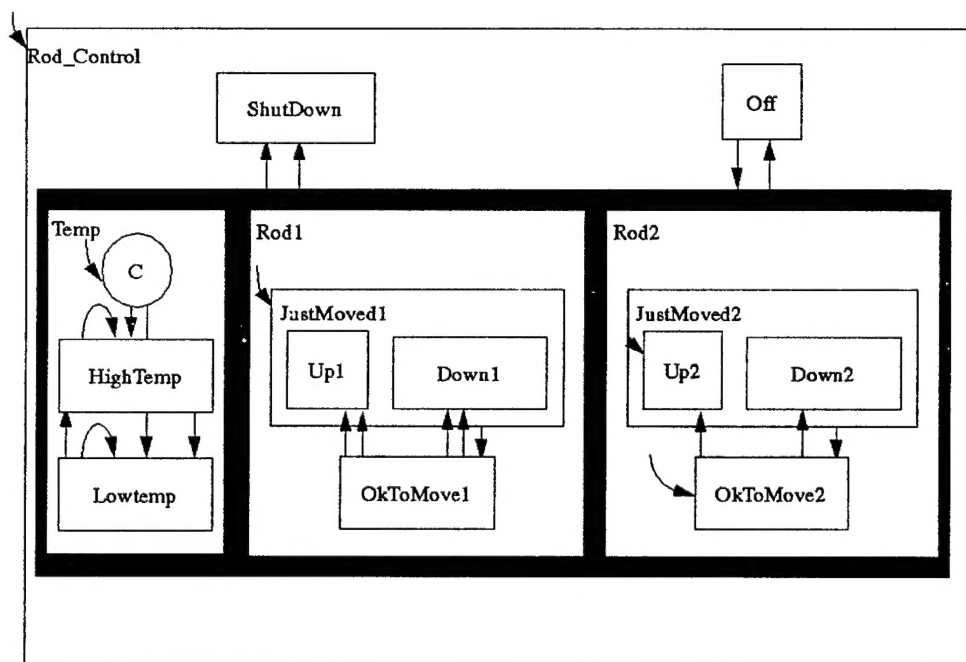 Rod_Control
ShutDown
Off
Temp
C
HighTemp
Lowtemp
Rod1
JustMoved1
Up1
Down1
OkToMove1
Rod2
JustMoved2
Up2
Down2
OkToMove2